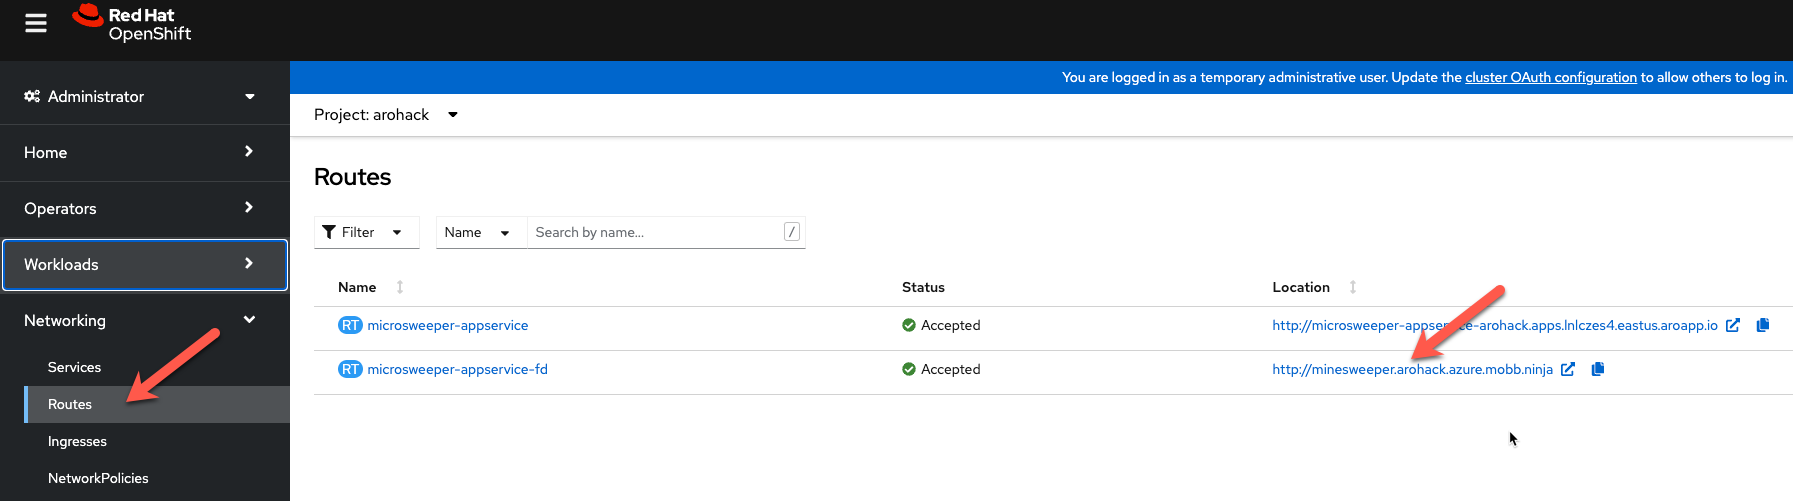 Red Hat
OpenShift
You are logged in as a temporary administrative user. Update the cluster OAuth configuration to allow others to log in.
Administrator
Home
Operators
Workloads
Networking
Services
Routes
Ingresses
NetworkPolicies
Project: arohack
Routes
Filter Name Search by name... /
Name Status Location
RT microsweeper-appservice Accepted http://microsweeper-appservice-arohack.apps.lnlczes4.eastus.aroapp.io
RT microsweeper-appservice-fd Accepted http://minesweeper.arohack.azure.mobb.ninja